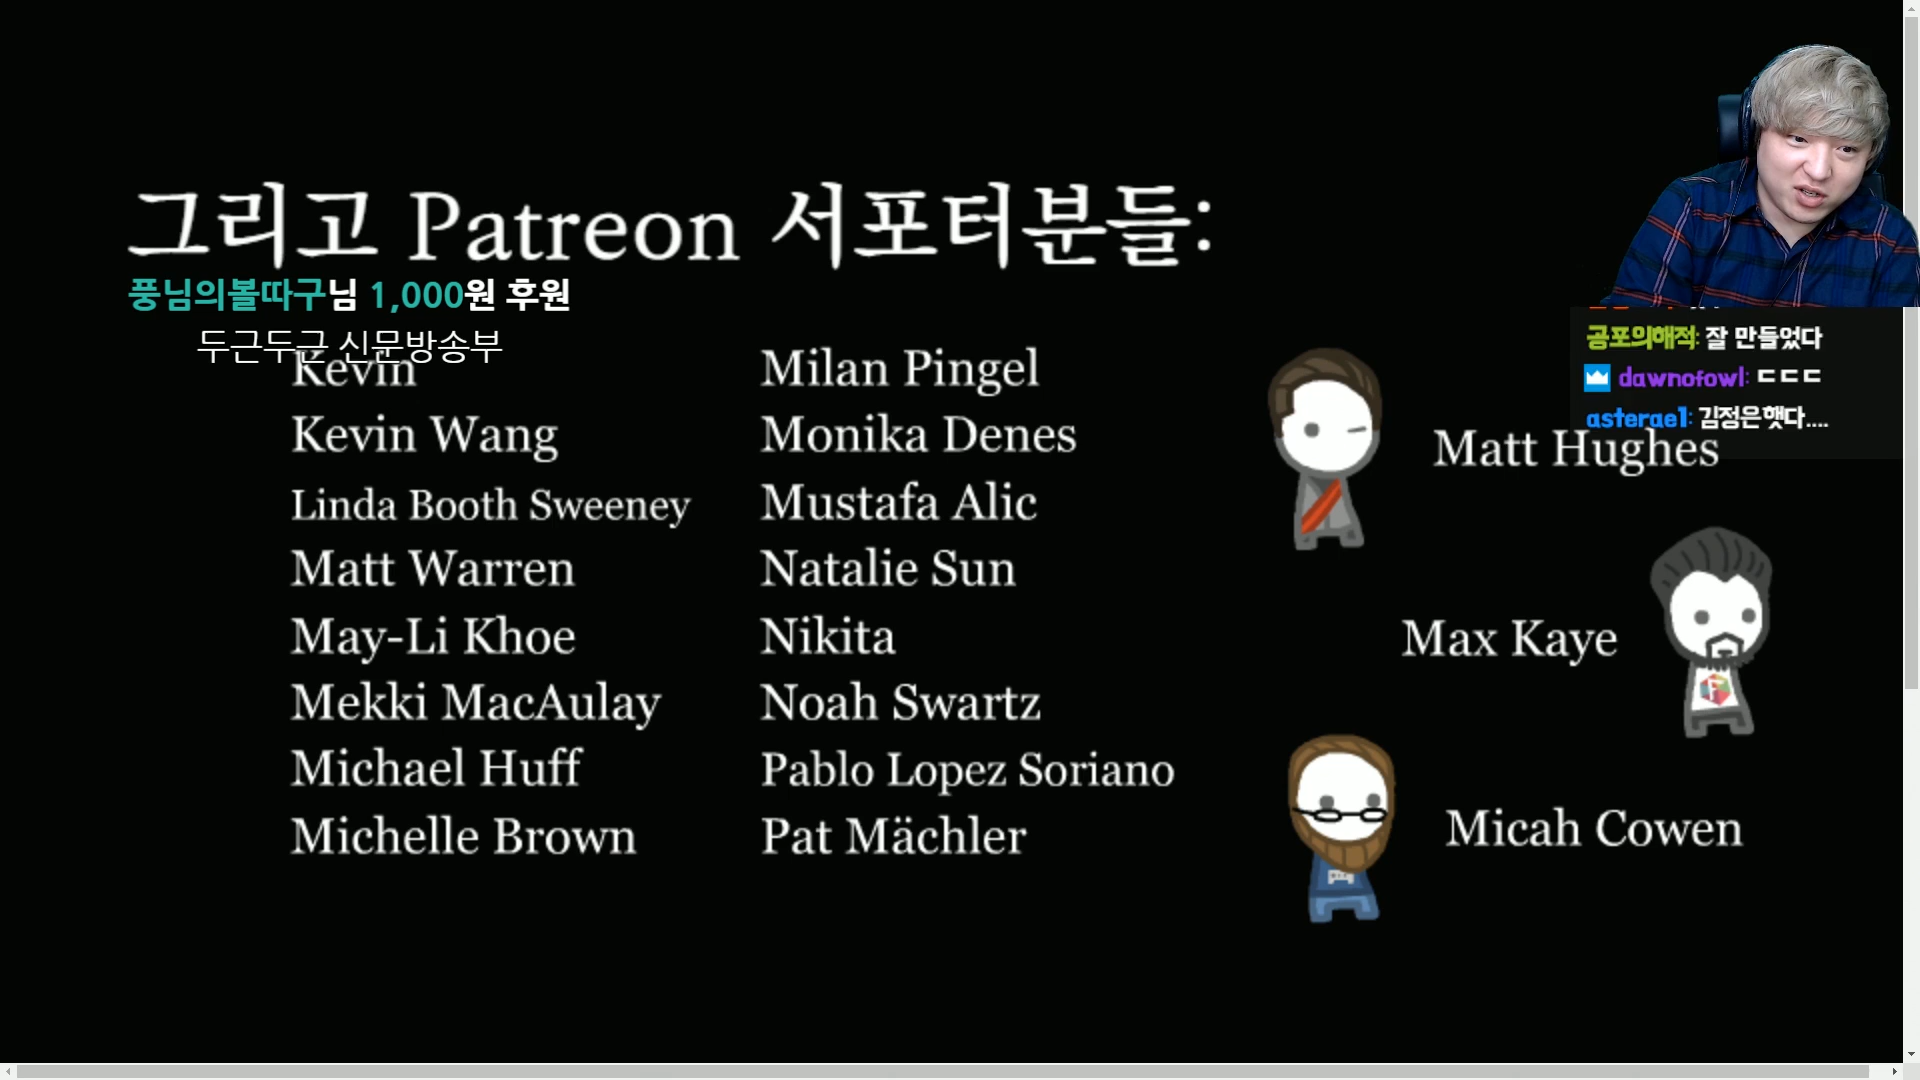 그리고 Patreon 서포터분들:
풍님의볼따구님 1,000원 후원
두근두근 신문방송부
Kevin
Kevin Wang
Linda Booth Sweeney
Matt Warren
May-Li Khoe
Mekki MacAulay
Michael Huff
Michelle Brown
Milan Pingel
Monika Denes
Mustafa Alic
Natalie Sun
Nikita
Noah Swartz
Pablo Lopez Soriano
Pat Mächler
Matt Hughes
Max Kaye
Micah Cowen
공포의해적: 잘 만들었다
dawnofowl: ㄷㄷㄷ
asterael: 김정은햇다....